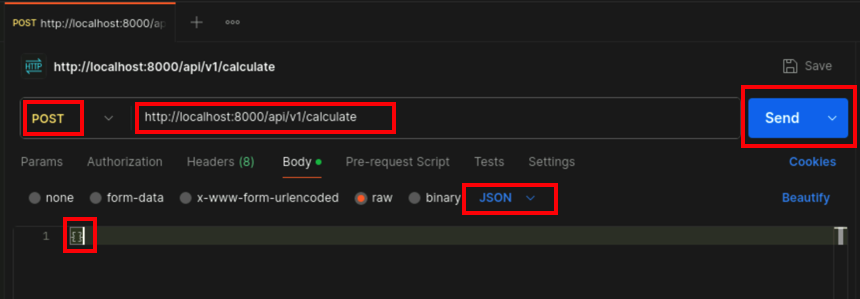 POST http://localhost:8000/ap
HTTP http://localhost:8000/api/v1/calculate Save
POST http://localhost:8000/api/v1/calculate Send
Params Authorization Headers (8) Body Pre-request Script Tests Settings Cookies
none form-data x-www-form-urlencoded raw binary JSON Beautify
1 {}